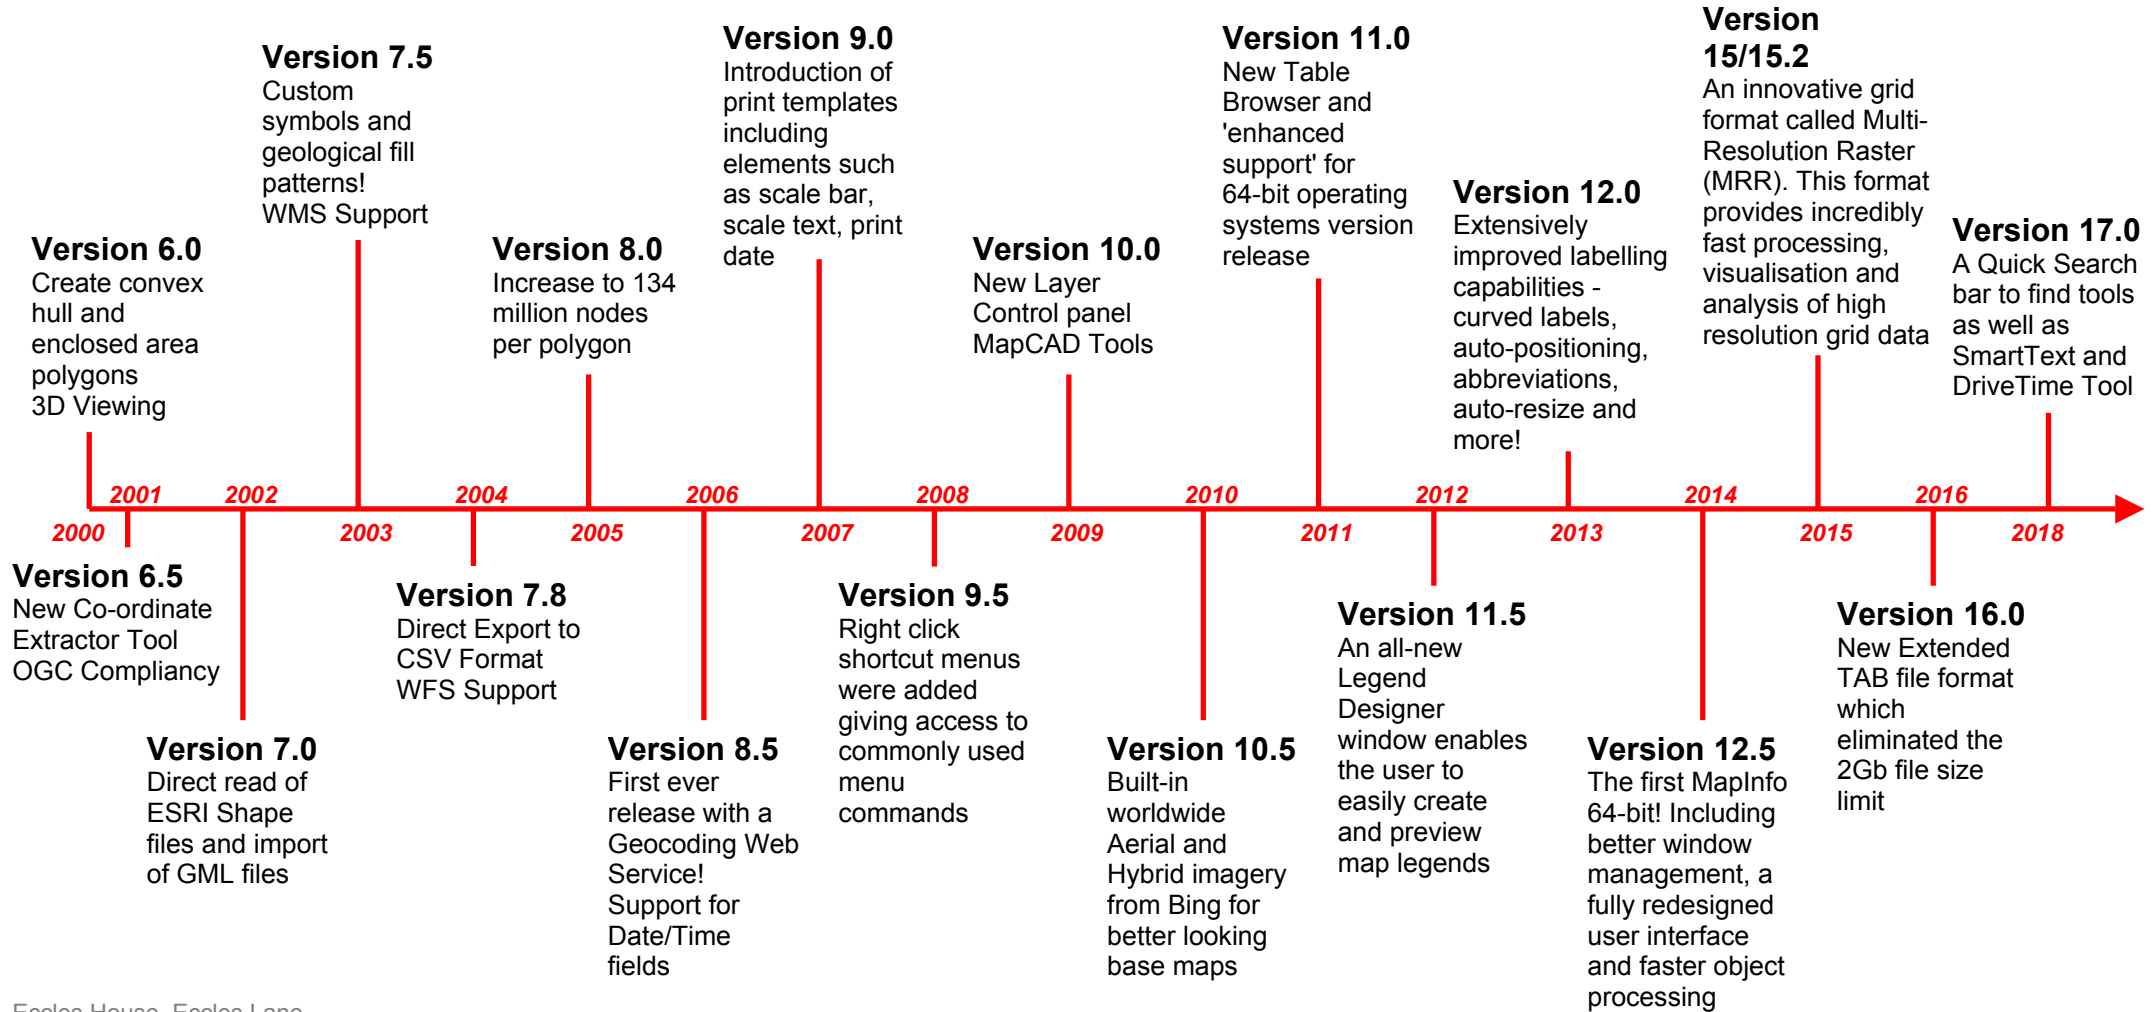 Version 6.0
Create convex
hull and
enclosed area
polygons
3D Viewing
Version 7.5
Custom
symbols and
geological fill
patterns!
WMS Support
Version 8.0
Increase to 134
million nodes
per polygon
Version 9.0
Introduction of
print templates
including
elements such
as scale bar,
scale text, print
date
Version 10.0
New Layer
Control panel
MapCAD Tools
Version 11.0
New Table
Browser and
'enhanced
support' for
64-bit operating
systems version
release
Version 12.0
Extensively
improved labelling
capabilities -
curved labels,
auto-positioning,
abbreviations,
auto-resize and
more!
Version
15/15.2
An innovative grid
format called Multi-
Resolution Raster
(MRR). This format
provides incredibly
fast processing,
visualisation and
analysis of high
resolution grid data
Version 17.0
A Quick Search
bar to find tools
as well as
SmartText and
DriveTime Tool
2001 2002 2004 2006 2008 2010 2012 2014 2016
2000 2003 2005 2007 2009 2011 2013 2015 2018
Version 6.5
New Co-ordinate
Extractor Tool
OGC Compliancy
Version 7.0
Direct read of
ESRI Shape
files and import
of GML files
Version 7.8
Direct Export to
CSV Format
WFS Support
Version 8.5
First ever
release with a
Geocoding Web
Service!
Support for
Date/Time
fields
Version 9.5
Right click
shortcut menus
were added
giving access to
commonly used
menu
commands
Version 10.5
Built-in
worldwide
Aerial and
Hybrid imagery
from Bing for
better looking
base maps
Version 11.5
An all-new
Legend
Designer
window enables
the user to
easily create
and preview
map legends
Version 12.5
The first MapInfo
64-bit! Including
better window
management, a
fully redesigned
user interface
and faster object
processing
Version 16.0
New Extended
TAB file format
which
eliminated the
2Gb file size
limit
Eccles House, Eccles Lane